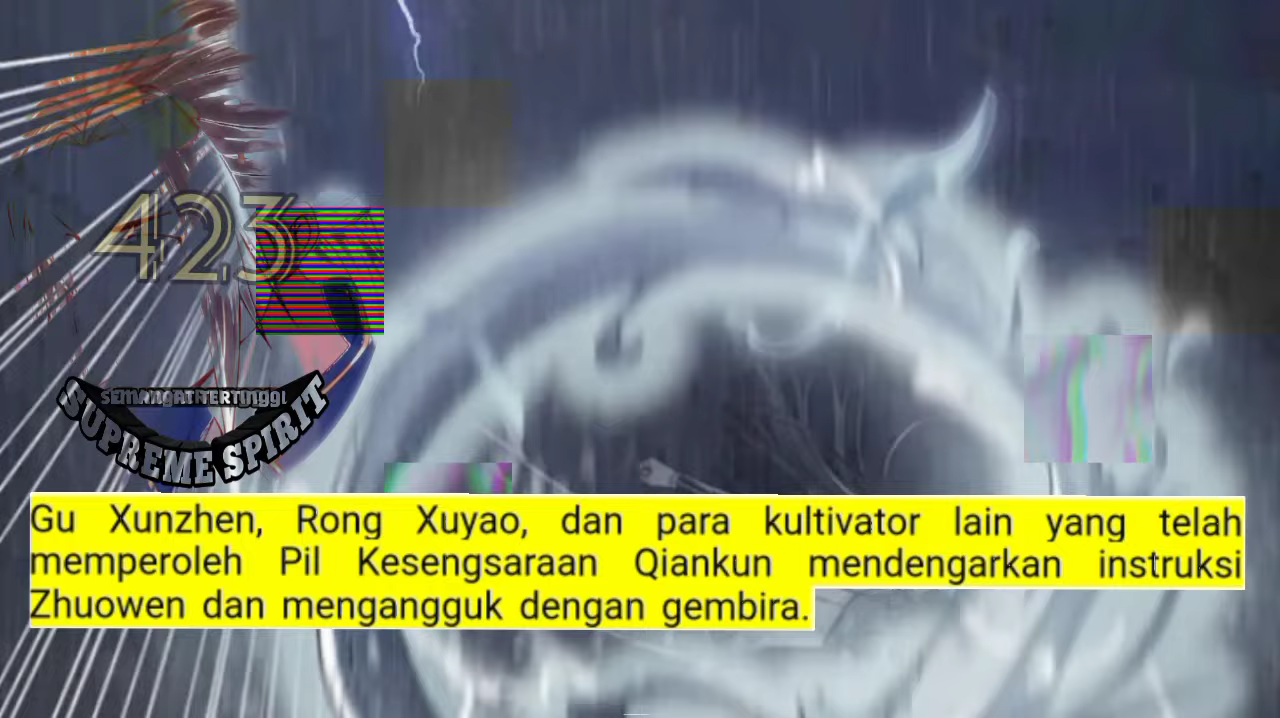 423
SEMANGAT TERTINGGI
SUPREME SPIRIT
Gu Xunzhen, Rong Xuyao, dan para kultivator lain yang telah
memperoleh Pil Kesengsaraan Qiankun mendengarkan instruksi
Zhuowen dan mengangguk dengan gembira.